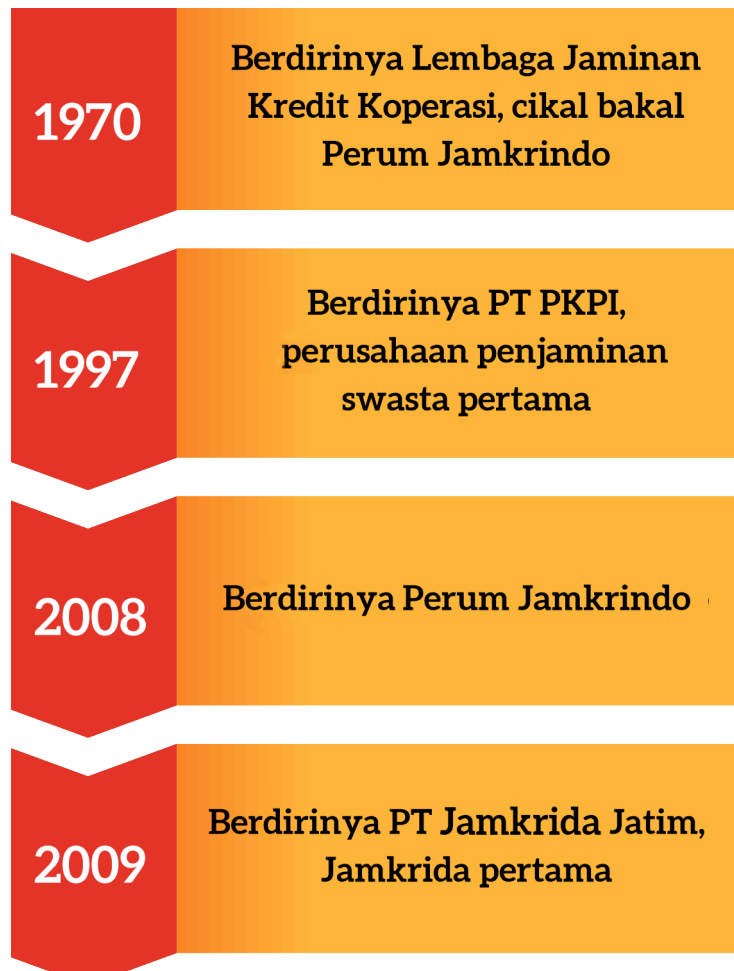 1970
Berdirinya Lembaga Jaminan
Kredit Koperasi, cikal bakal
Perum Jamkrindo
1997
Berdirinya PT PKPI,
perusahaan penjaminan
swasta pertama
2008
Berdirinya Perum Jamkrindo
2009
Berdirinya PT Jamkrida Jatim,
Jamkrida pertama